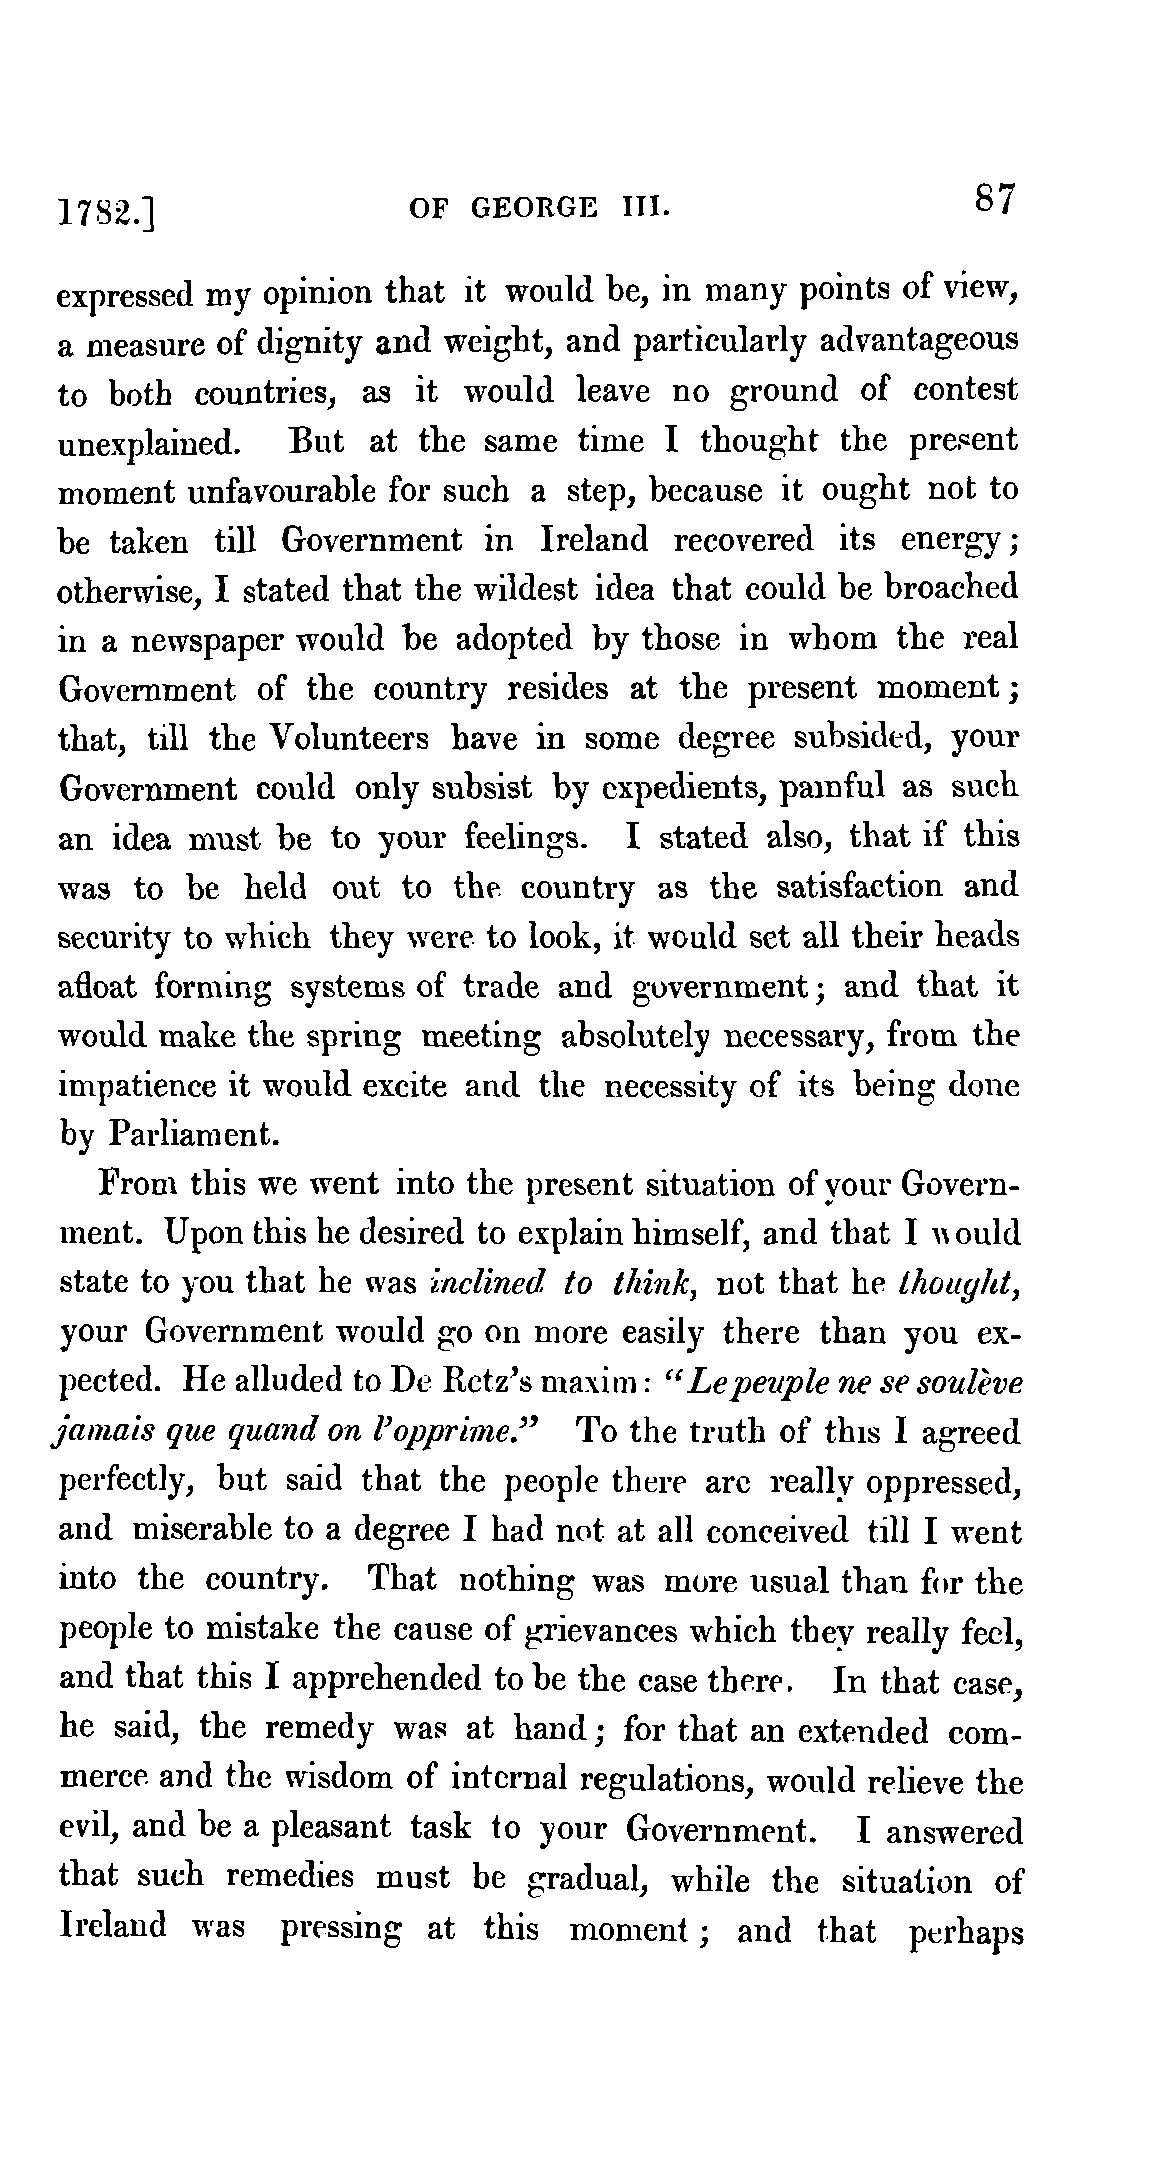 1782.] OF GEORGE III. 87
expressed my opinion that it would be, in many points of view,
a measure of dignity and weight, and particularly advantageous
to both countries, as it would leave no ground of contest
unexplained. But at the same time I thought the present
moment unfavourable for such a step, because it ought not to
be taken till Government in Ireland recovered its energy;
otherwise, I stated that the wildest idea that could be broached
in a newspaper would be adopted by those in whom the real
Government of the country resides at the present moment;
that, till the Volunteers have in some degree subsided, your
Government could only subsist by expedients, painful as such
an idea must be to your feelings. I stated also, that if this
was to be held out to the country as the satisfaction and
security to which they were to look, it would set all their heads
afloat forming systems of trade and government; and that it
would make the spring meeting absolutely necessary, from the
impatience it would excite and the necessity of its being done
by Parliament.
From this we went into the present situation of your Govern-
ment. Upon this he desired to explain himself, and that I would
state to you that he was inclined to think, not that he thought,
your Government would go on more easily there than you ex-
pected. He alluded to De Retz's maxim: "Le peuple ne se soulève
jamais que quand on l'opprime." To the truth of this I agreed
perfectly, but said that the people there are really oppressed,
and miserable to a degree I had not at all conceived till I went
into the country. That nothing was more usual than for the
people to mistake the cause of grievances which they really feel,
and that this I apprehended to be the case there. In that case,
he said, the remedy was at hand; for that an extended com-
merce and the wisdom of internal regulations, would relieve the
evil, and be a pleasant task to your Government. I answered
that such remedies must be gradual, while the situation of
Ireland was pressing at this moment; and that perhaps